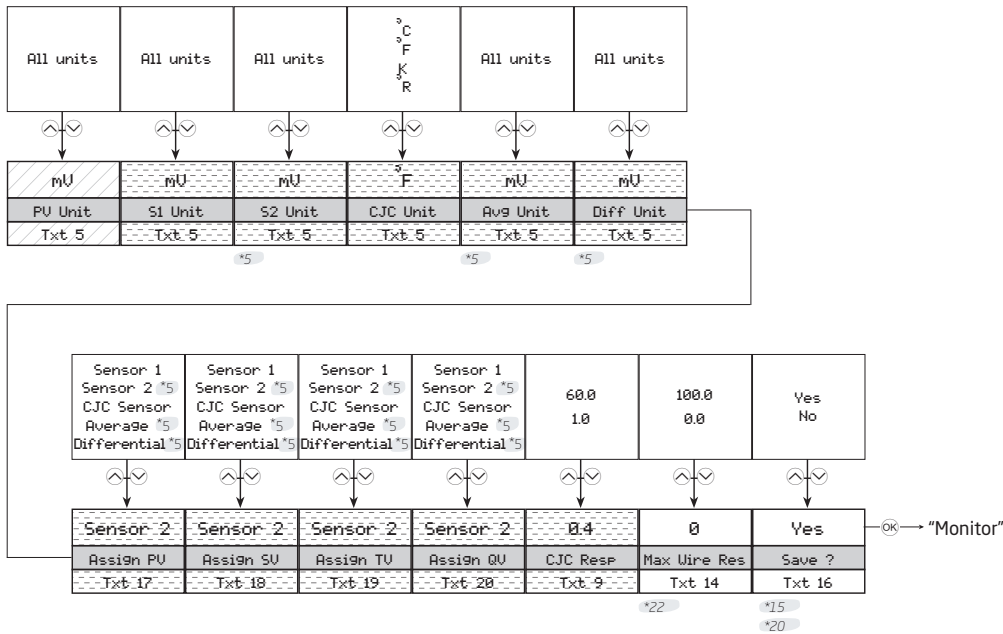 All units All units All units °C °F K °R All units All units
mV mV mV °F mV mV
PV Unit S1 Unit S2 Unit CJC Unit Avg Unit Diff Unit
Txt 5 Txt 5 Txt 5 Txt 5 Txt 5 Txt 5
*5 *5 *5
Sensor 1 Sensor 1 Sensor 1 Sensor 1
Sensor 2 *5 Sensor 2 *5 Sensor 2 *5 Sensor 2 *5 60.0 100.0 Yes
CJC Sensor CJC Sensor CJC Sensor CJC Sensor 1.0 0.0 No
Average *5 Average *5 Average *5 Average *5
Differential *5 Differential *5 Differential *5 Differential *5
Sensor 2 Sensor 2 Sensor 2 Sensor 2 0.4 0 Yes OK "Monitor"
Assign PV Assign SV Assign TV Assign QV CJC Resp Max Wire Res Save ?
Txt 17 Txt 18 Txt 19 Txt 20 Txt 9 Txt 14 Txt 16
*22 *15
*20